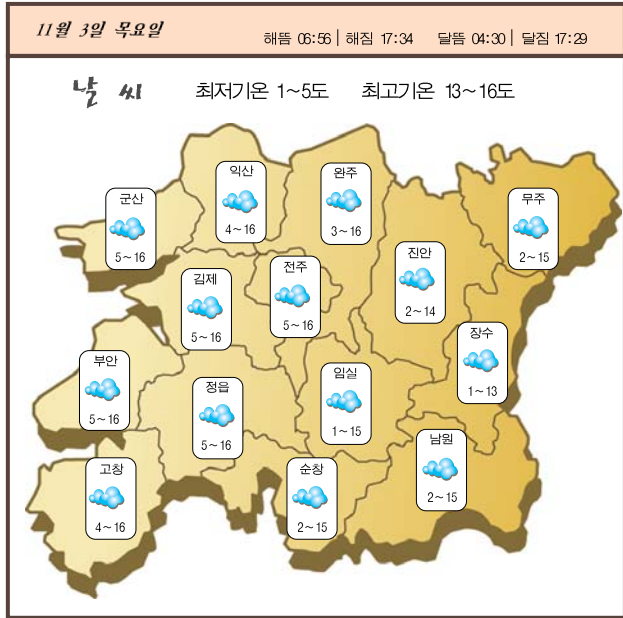 11월 3일 목요일
해뜸 06:56 | 해짐 17:34 달뜸 04:30 | 달짐 17:29
날 씨 최저기온 1~5도 최고기온 13~16도
익산
4~16
완주
3~16
군산
5~16
무주
2~15
진안
2~14
전주
5~16
김제
5~16
장수
1~13
부안
5~16
임실
1~15
정읍
5~16
남원
2~15
고창
4~16
순창
2~15